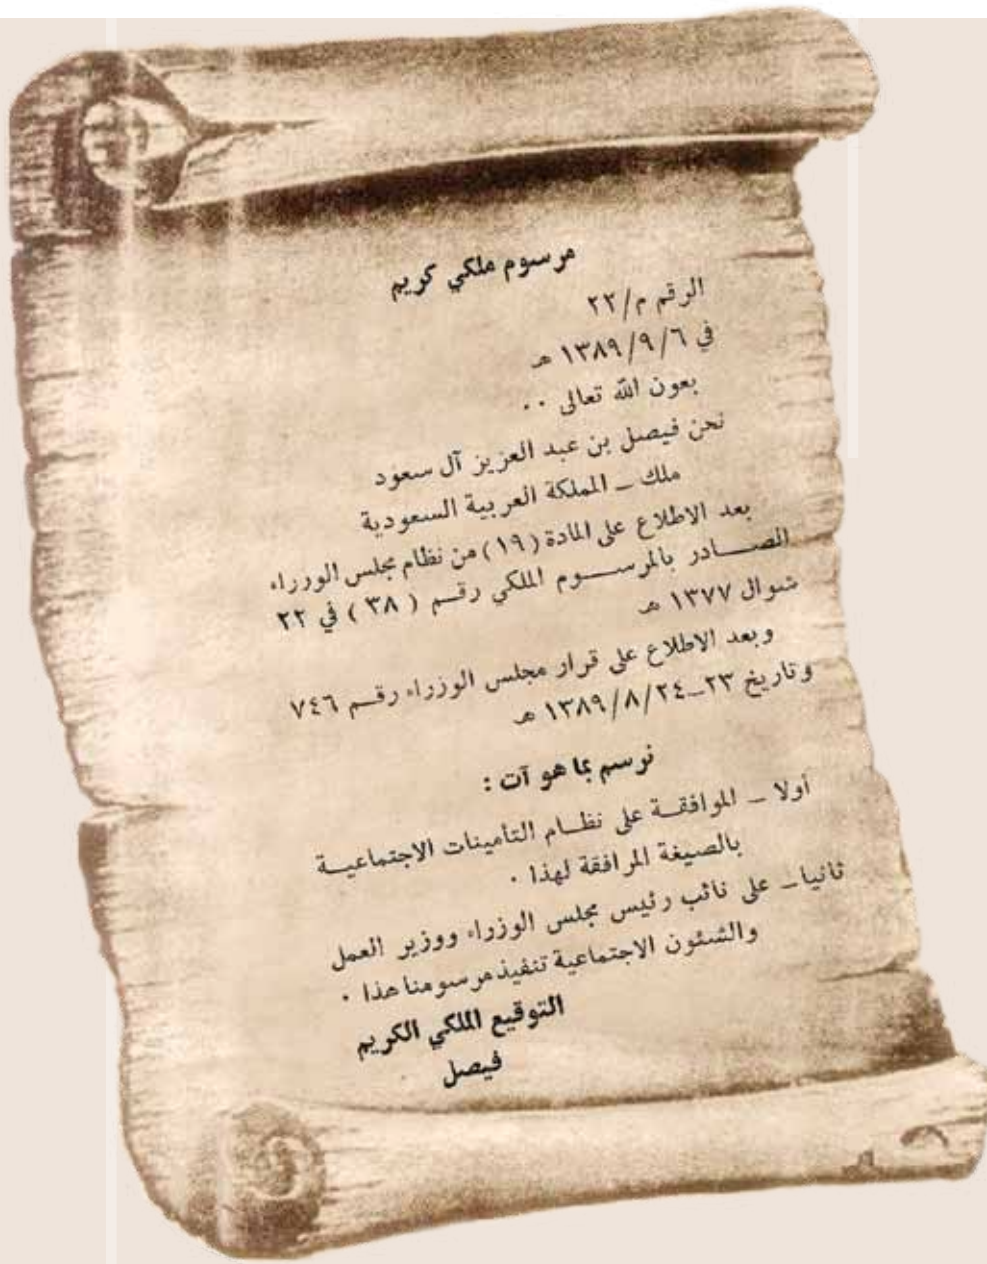 مرسوم ملكي كريم
الرقم م/٢٢
في ١٣٨٩/٩/٦ هـ
بعون الله تعالى ..
نحن فيصل بن عبد العزيز آل سعود
ملك ـ المملكة العربية السعودية
بعد الاطلاع على المادة (١٩) من نظام مجلس الوزراء
الصادر بالمرسوم الملكي رقم (٣٨) في ٢٢
شوال ١٣٧٧ هـ
وبعد الاطلاع على قرار مجلس الوزراء رقم ٧٤٦
وتاريخ ٢٣ـ١٣٨٩/٨/٢٤ هـ
نرسم بما هو آت :
أولا ـ الموافقة على نظام التأمينات الاجتماعية
بالصيغة المرافقة لهذا .
ثانيا ـ على نائب رئيس مجلس الوزراء ووزير العمل
والشئون الاجتماعية تنفيذ مرسومنا هذا .
التوقيع الملكي الكريم
فيصل